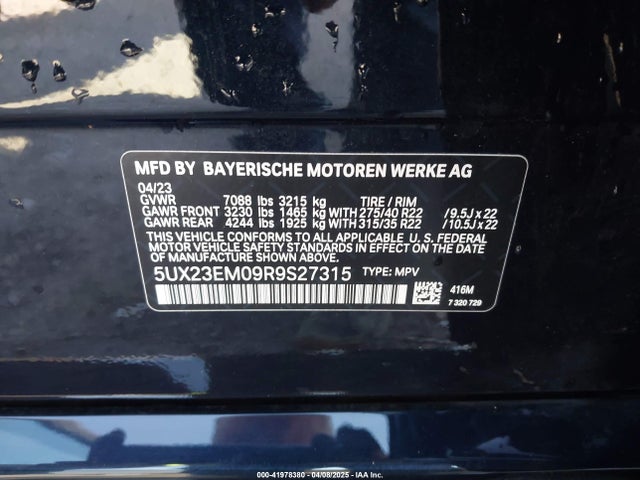 MFD BY BAYERISCHE MOTOREN WERKE AG
04/23
GVWR 7088 lbs 3215 kg TIRE / RIM
GAWR FRONT 3230 lbs 1465 kg WITH 275/40 R22 / 9.5J x 22
GAWR REAR 4244 lbs 1925 kg WITH 315/35 R22 / 10.5J x 22
THIS VEHICLE CONFORMS TO ALL APPLICABLE U. S. FEDERAL
MOTOR VEHICLE SAFETY STANDARDS IN EFFECT ON THE DATE
OF MANUFACTURE SHOWN ABOVE.
5UX23EM09R9S27315 TYPE: MPV
416M
7 320 729
000-41978380 - 04/08/2025 - IAAI.COM